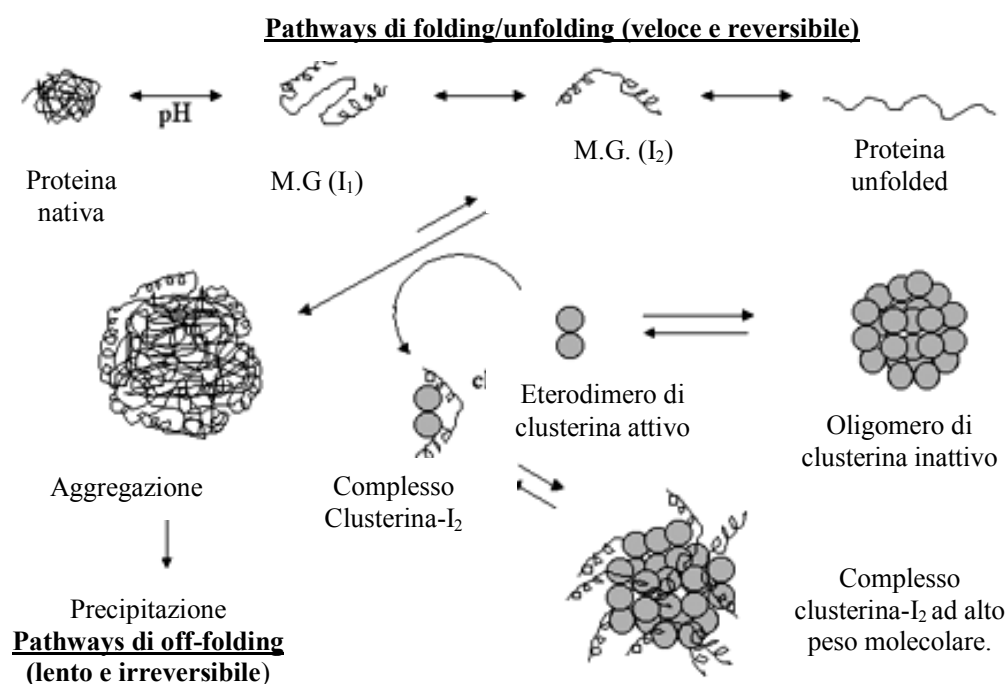 Pathways di folding/unfolding (veloce e reversibile)
pH
Proteina
nativa
M.G (I₁)
M.G. (I₂)
Proteina
unfolded
Eterodimero di
clusterina attivo
Oligomero di
clusterina inattivo
Aggregazione
Complesso
Clusterina-I₂
Precipitazione
Pathways di off-folding
(lento e irreversibile)
Complesso
clusterina-I₂ ad alto
peso molecolare.